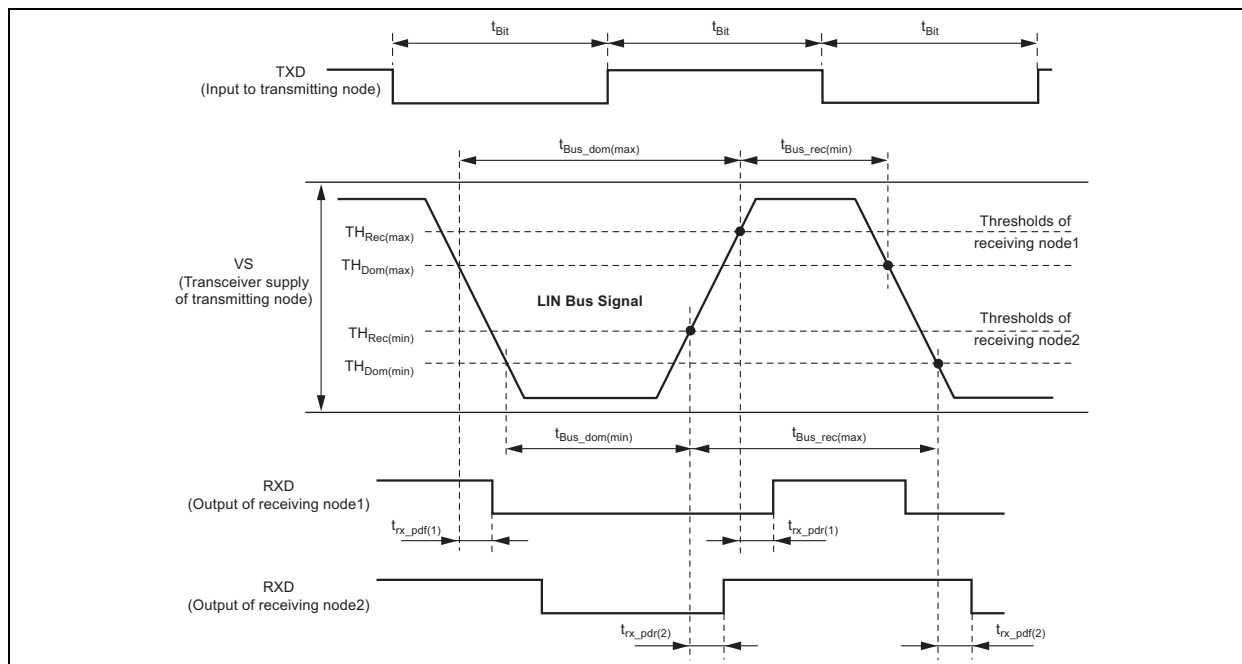 tBit
tBit
tBit
TXD
(Input to transmitting node)
tBus_dom(max)
tBus_rec(min)
VS
(Transceiver supply
of transmitting node)
THRec(max)
THDom(max)
THRec(min)
THDom(min)
LIN Bus Signal
Thresholds of
receiving node1
Thresholds of
receiving node2
tBus_dom(min)
tBus_rec(max)
RXD
(Output of receiving node1)
trx_pdf(1)
trx_pdr(1)
RXD
(Output of receiving node2)
trx_pdr(2)
trx_pdf(2)